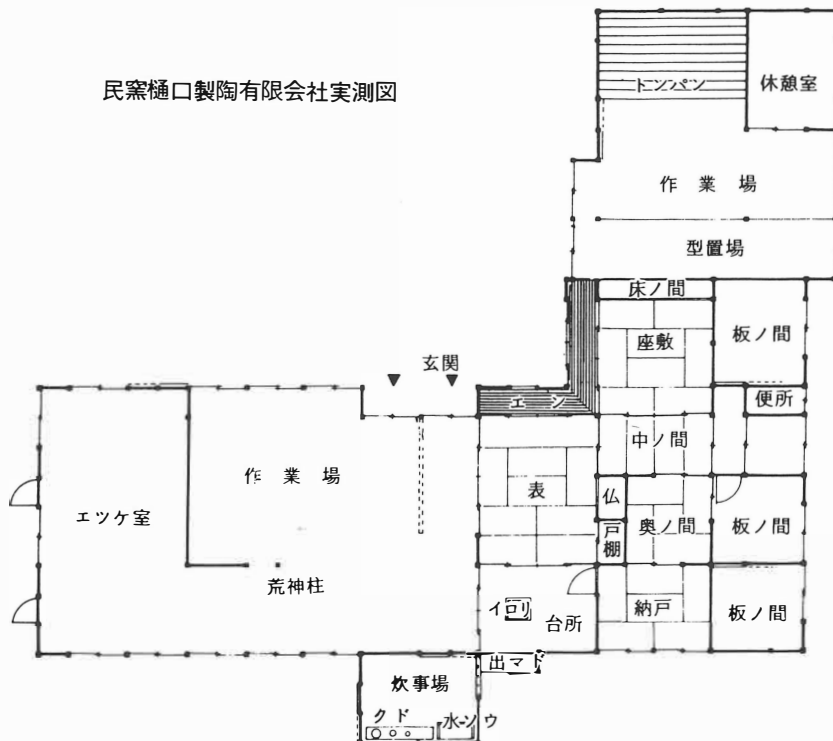 民窯樋口製陶有限会社実測図
トンパン
休憩室
作業場
型置場
床ノ間
座敷
板ノ間
玄関
エン
便所
中ノ間
作業場
表
仏
エツケ室
戸棚
奥ノ間
板ノ間
荒神柱
イロリ
台所
納戸
板ノ間
出マド
炊事場
クド
水ソウ